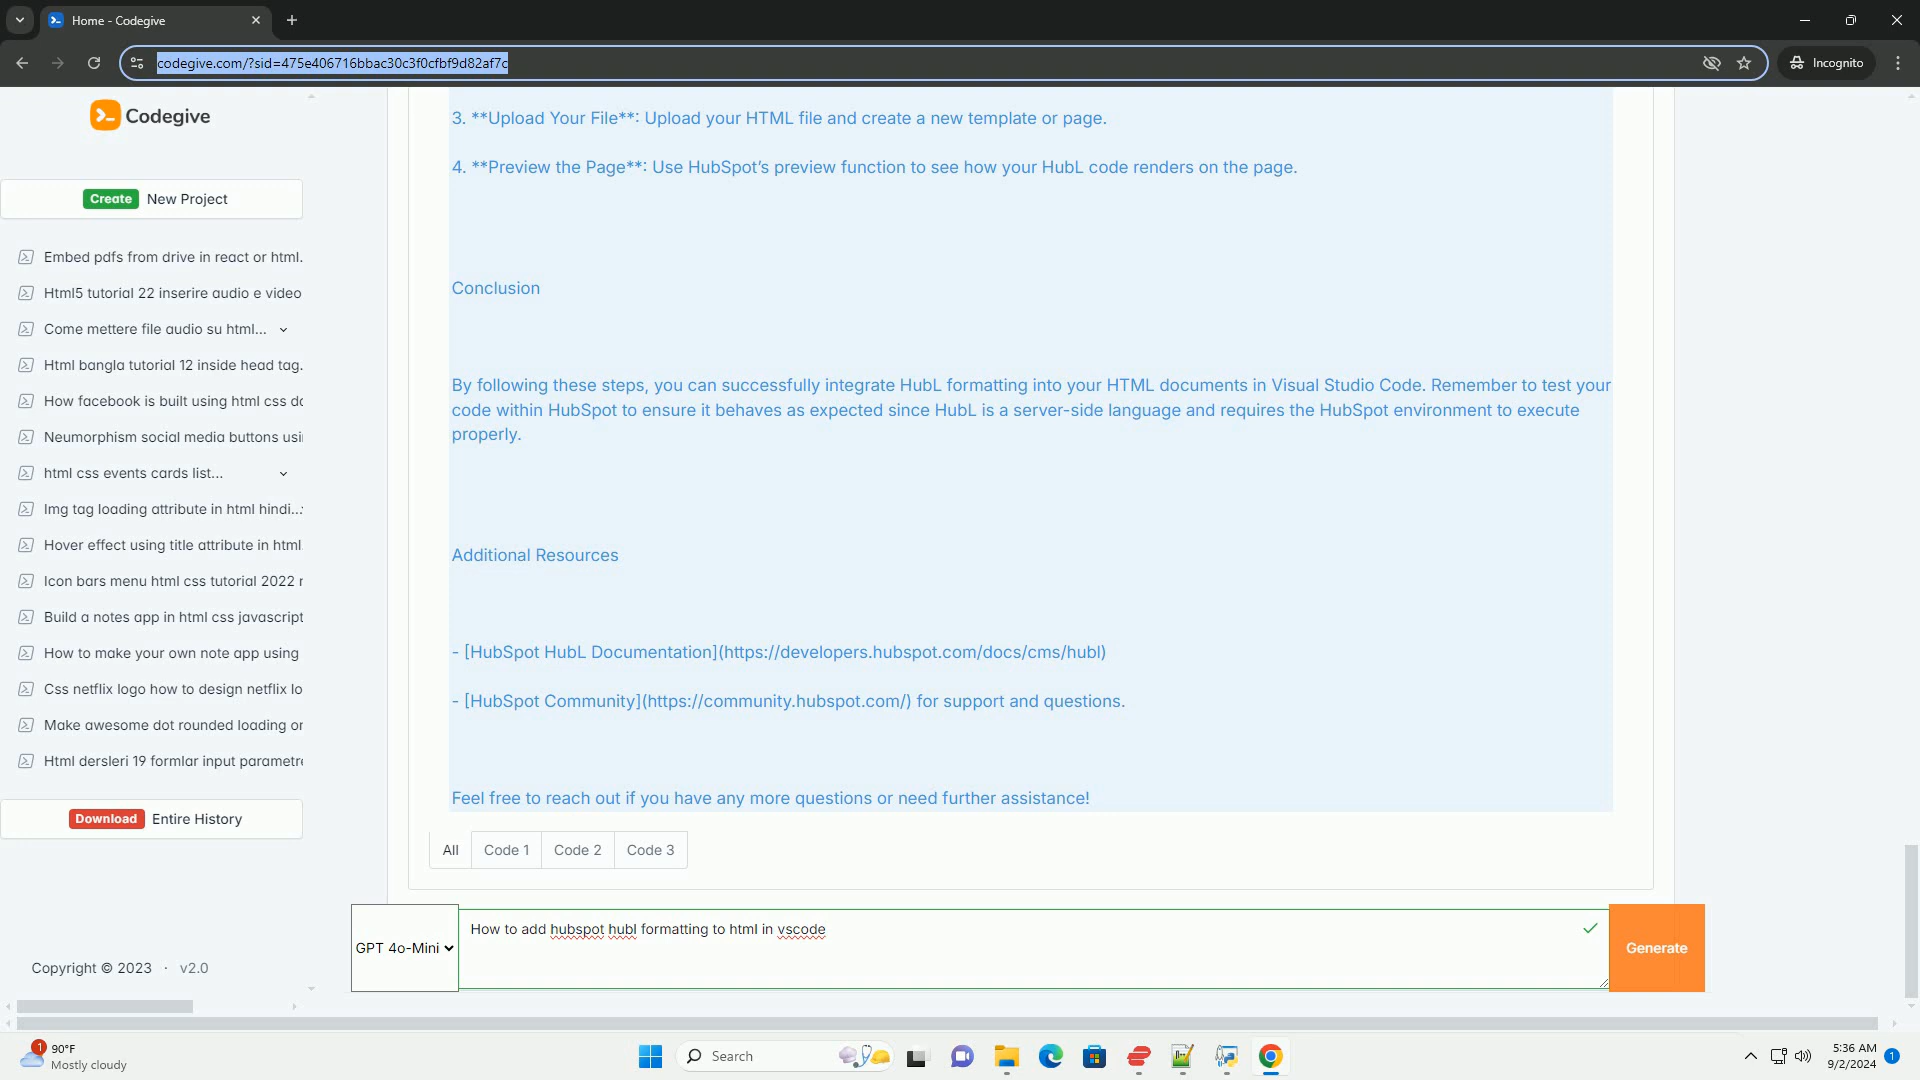 Home - Codegive
codegive.com/?sid=475e406716bbac30c3f0cfbf9d82af7c
Incognito
Codegive
Create New Project
Embed pdfs from drive in react or html.
Html5 tutorial 22 inserire audio e video
Come mettere file audio su html...
Html bangla tutorial 12 inside head tag.
How facebook is built using html css
Neumorphism social media buttons
html css events cards list...
Img tag loading attribute in html hindi...
Hover effect using title attribute in html
Icon bars menu html css tutorial 2022
Build a notes app in html css javascript
How to make your own note app using
Css netflix logo how to design netflix lo
Make awesome dot rounded loading
Html dersleri 19 formlar input parametre
Download Entire History
Copyright © 2023 · v2.0
3. **Upload Your File**: Upload your HTML file and create a new template or page.
4. **Preview the Page**: Use HubSpot’s preview function to see how your HubL code renders on the page.
Conclusion
By following these steps, you can successfully integrate HubL formatting into your HTML documents in Visual Studio Code. Remember to test your
code within HubSpot to ensure it behaves as expected since HubL is a server-side language and requires the HubSpot environment to execute
properly.
Additional Resources
- [HubSpot HubL Documentation](https://developers.hubspot.com/docs/cms/hubl)
- [HubSpot Community](https://community.hubspot.com/) for support and questions.
Feel free to reach out if you have any more questions or need further assistance!
All Code 1 Code 2 Code 3
GPT 4o-Mini
How to add hubspot hubl formatting to html in vscode
Generate
1
90°F
Mostly cloudy
Search
5:36 AM
9/2/2024
1